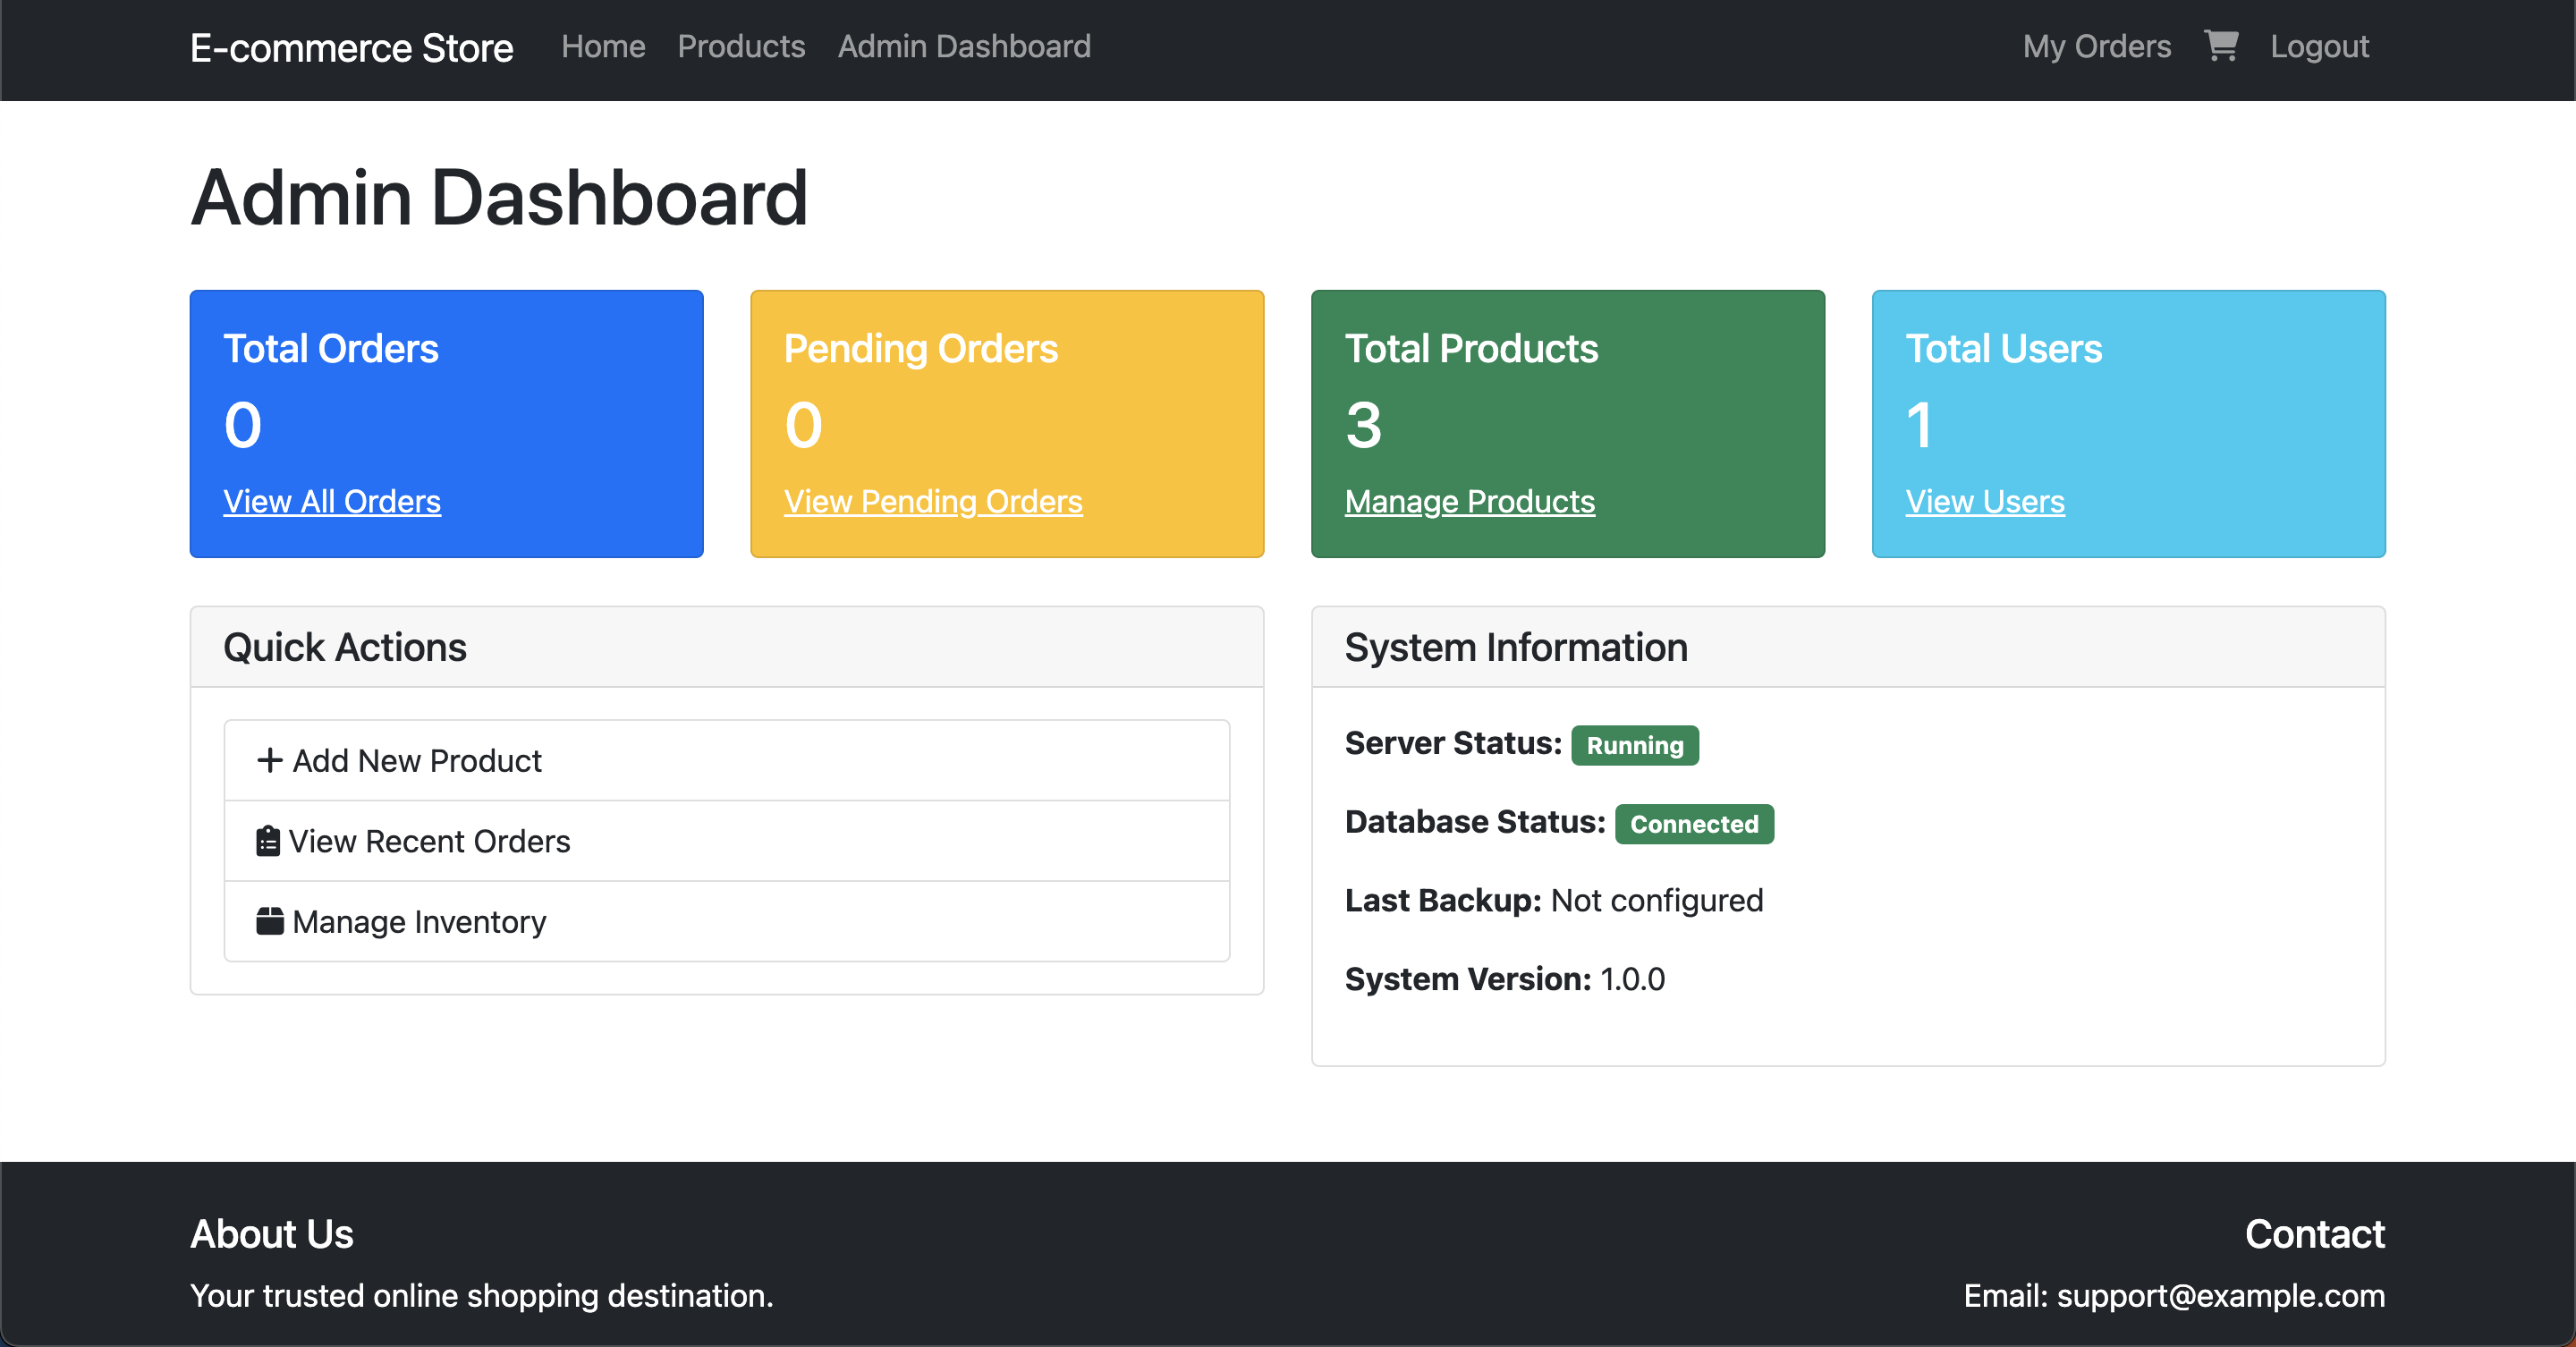 E-commerce Store Home Products Admin Dashboard My Orders Logout
Admin Dashboard
Total Orders
0
View All Orders
Pending Orders
0
View Pending Orders
Total Products
3
Manage Products
Total Users
1
View Users
Quick Actions
Add New Product
View Recent Orders
Manage Inventory
System Information
Server Status: Running
Database Status: Connected
Last Backup: Not configured
System Version: 1.0.0
About Us
Your trusted online shopping destination.
Contact
Email: support@example.com